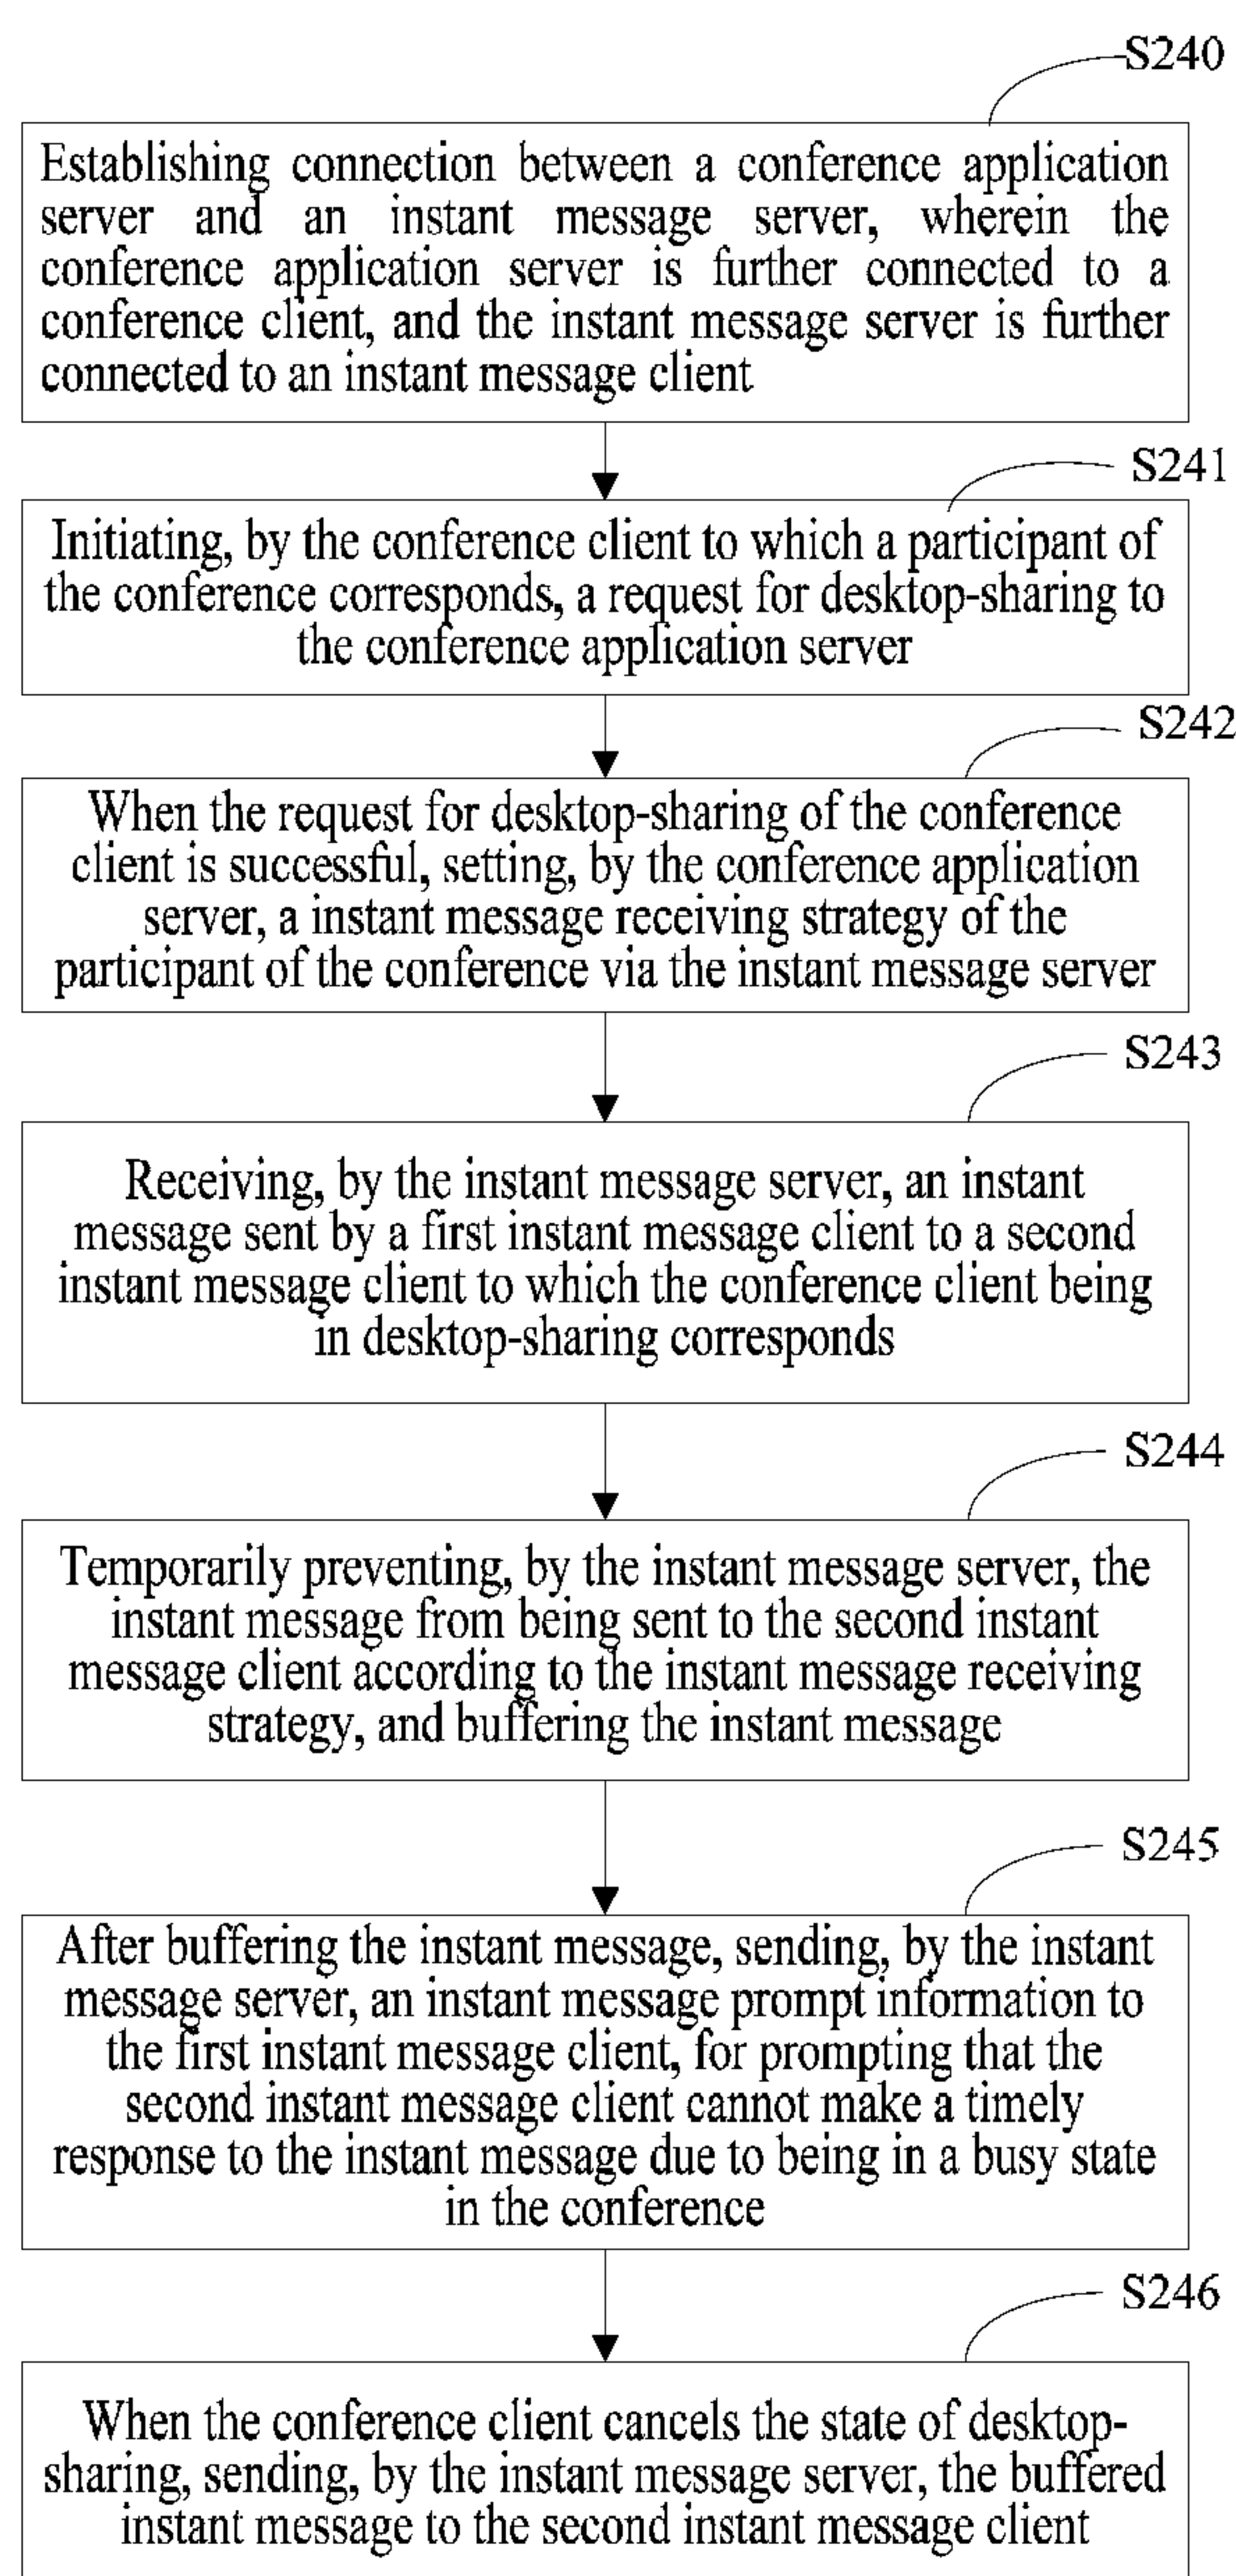 S240
Establishing connection between a conference application
server and an instant message server, wherein the
conference application server is further connected to a
conference client, and the instant message server is further
connected to an instant message client
S241
Initiating, by the conference client to which a participant of
the conference corresponds, a request for desktop-sharing to
the conference application server
S242
When the request for desktop-sharing of the conference
client is successful, setting, by the conference application
server, a instant message receiving strategy of the
participant of the conference via the instant message server
S243
Receiving, by the instant message server, an instant
message sent by a first instant message client to a second
instant message client to which the conference client being
in desktop-sharing corresponds
S244
Temporarily preventing, by the instant message server, the
instant message from being sent to the second instant
message client according to the instant message receiving
strategy, and buffering the instant message
S245
After buffering the instant message, sending, by the instant
message server, an instant message prompt information to
the first instant message client, for prompting that the
second instant message client cannot make a timely
response to the instant message due to being in a busy state
in the conference
S246
When the conference client cancels the state of desktop-
sharing, sending, by the instant message server, the buffered
instant message to the second instant message client